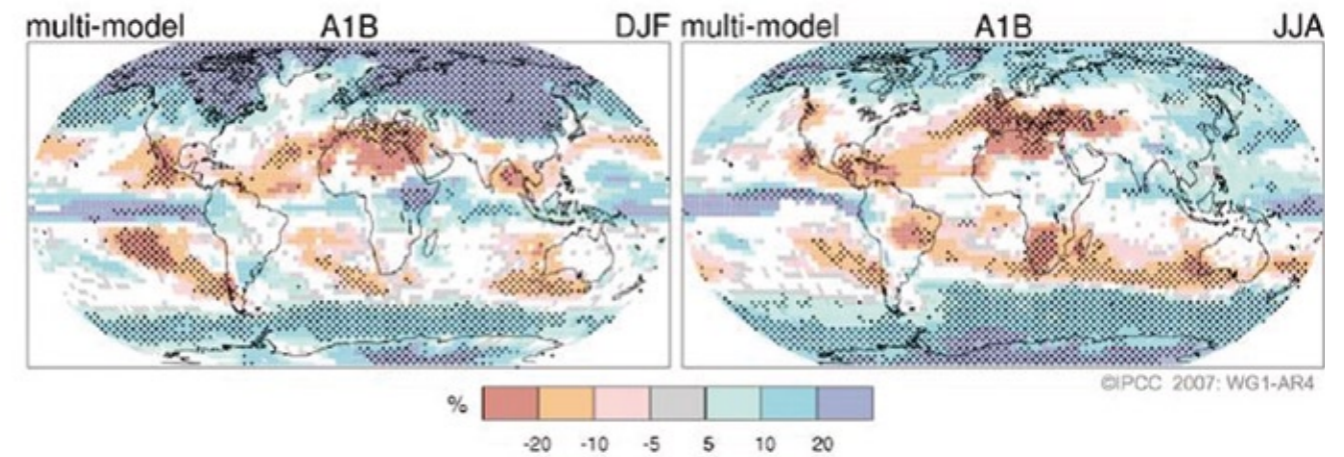 multi-model A1B DJF multi-model A1B JJA
©IPCC 2007: WG1-AR4
%
-20 -10 -5 5 10 20